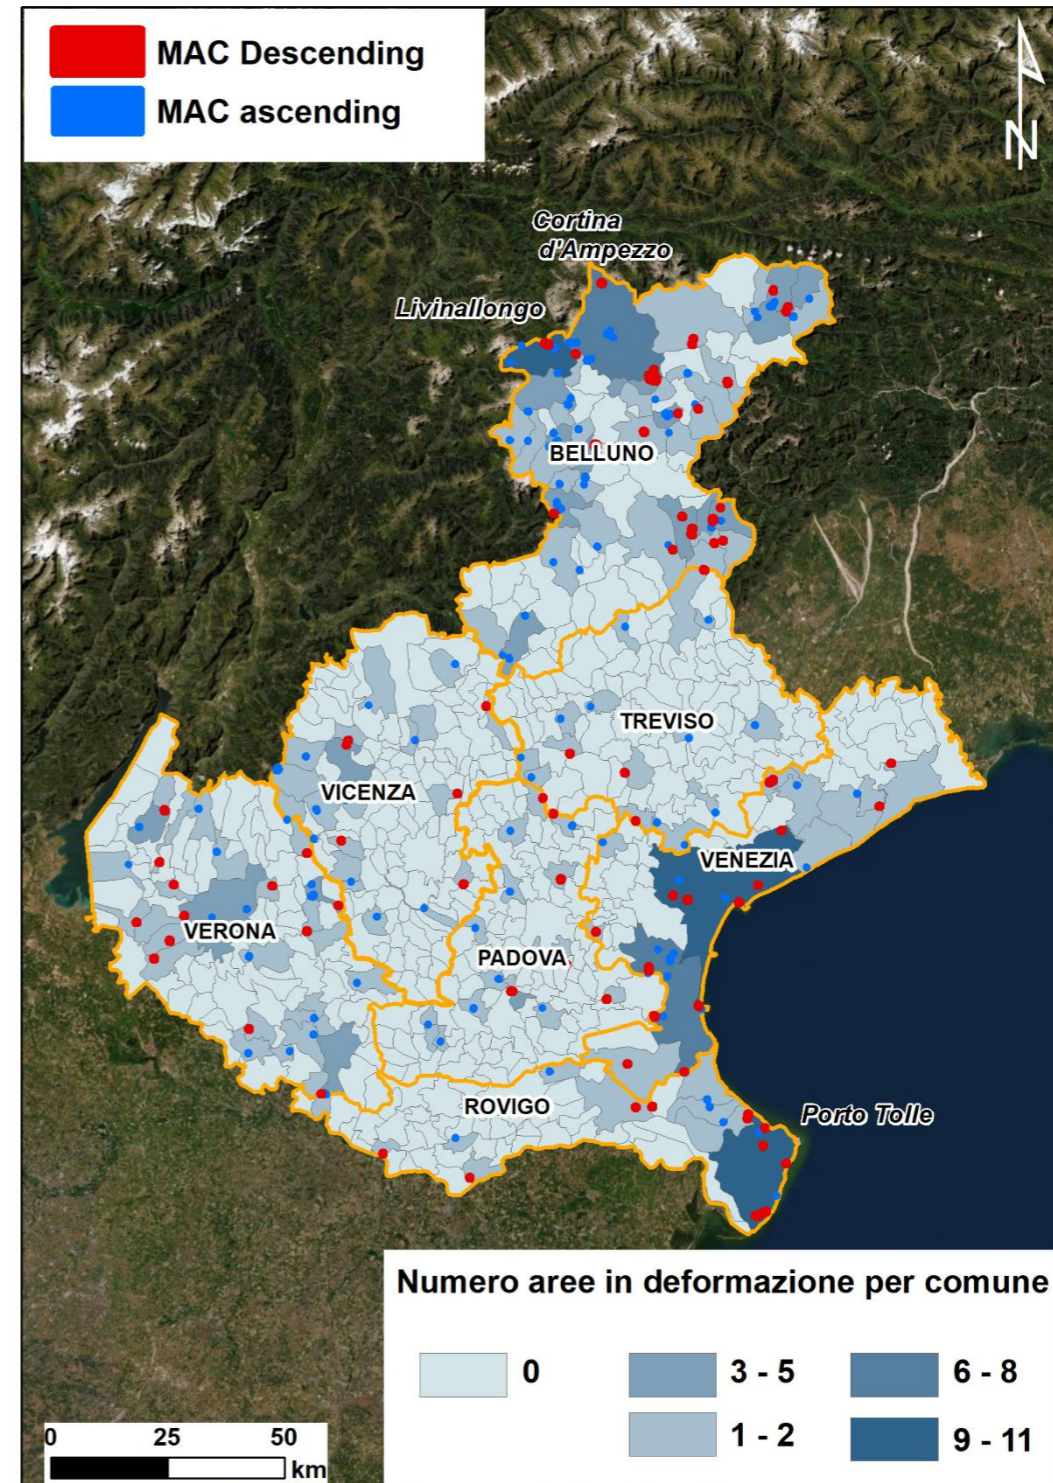 MAC Descending
MAC ascending
N
Cortina
d'Ampezzo
Livinallongo
BELLUNO
TREVISO
VICENZA
VENEZIA
VERONA
PADOVA
ROVIGO
Porto Tolle
Numero aree in deformazione per comune
0
3 - 5
6 - 8
1 - 2
9 - 11
0 25 50
km